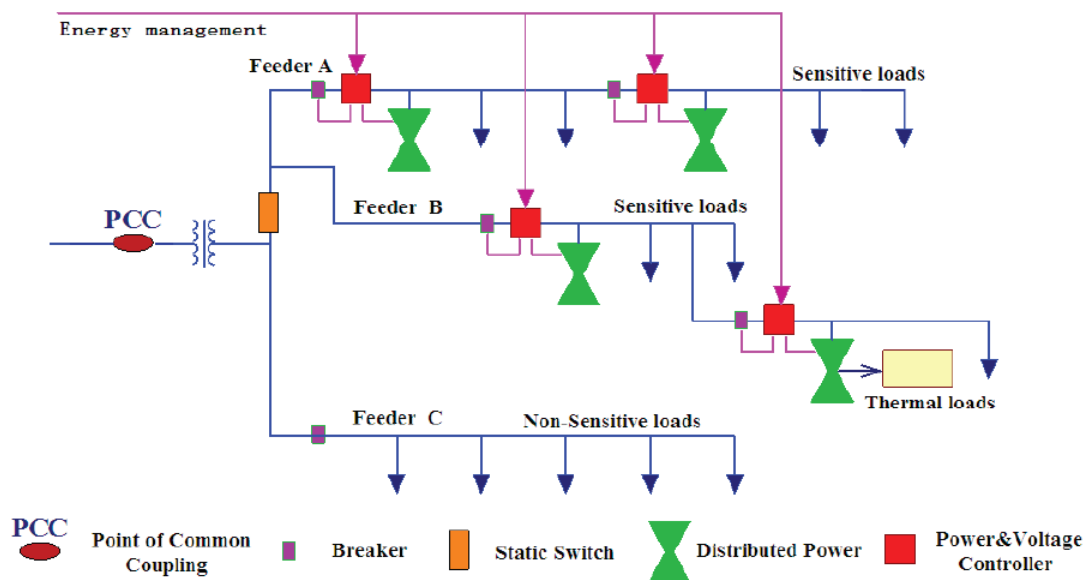 Energy management
Feeder A
Sensitive loads
Feeder B
Sensitive loads
PCC
Thermal loads
Feeder C
Non-Sensitive loads
PCC
Point of Common
Coupling
Breaker
Static Switch
Distributed Power
Power&Voltage
Controller